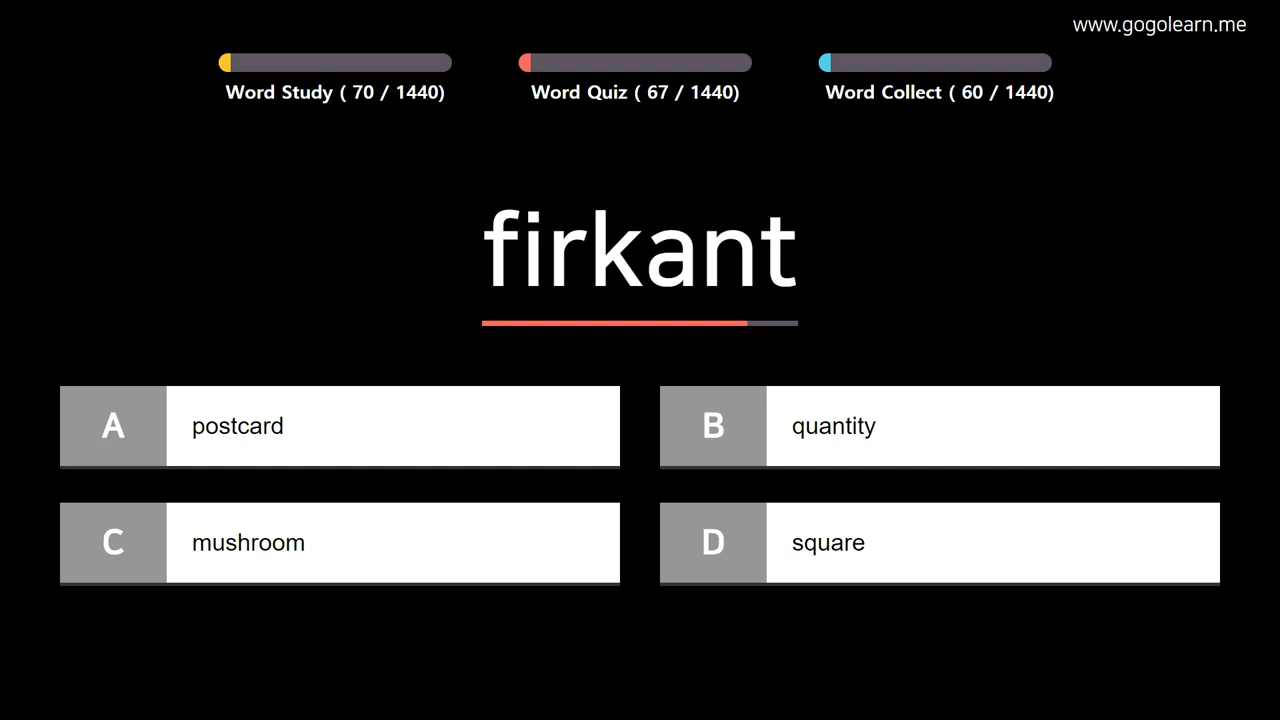 www.gogolearn.me
Word Study ( 70 / 1440)
Word Quiz ( 67 / 1440)
Word Collect ( 60 / 1440)
firkant
A postcard
B quantity
C mushroom
D square